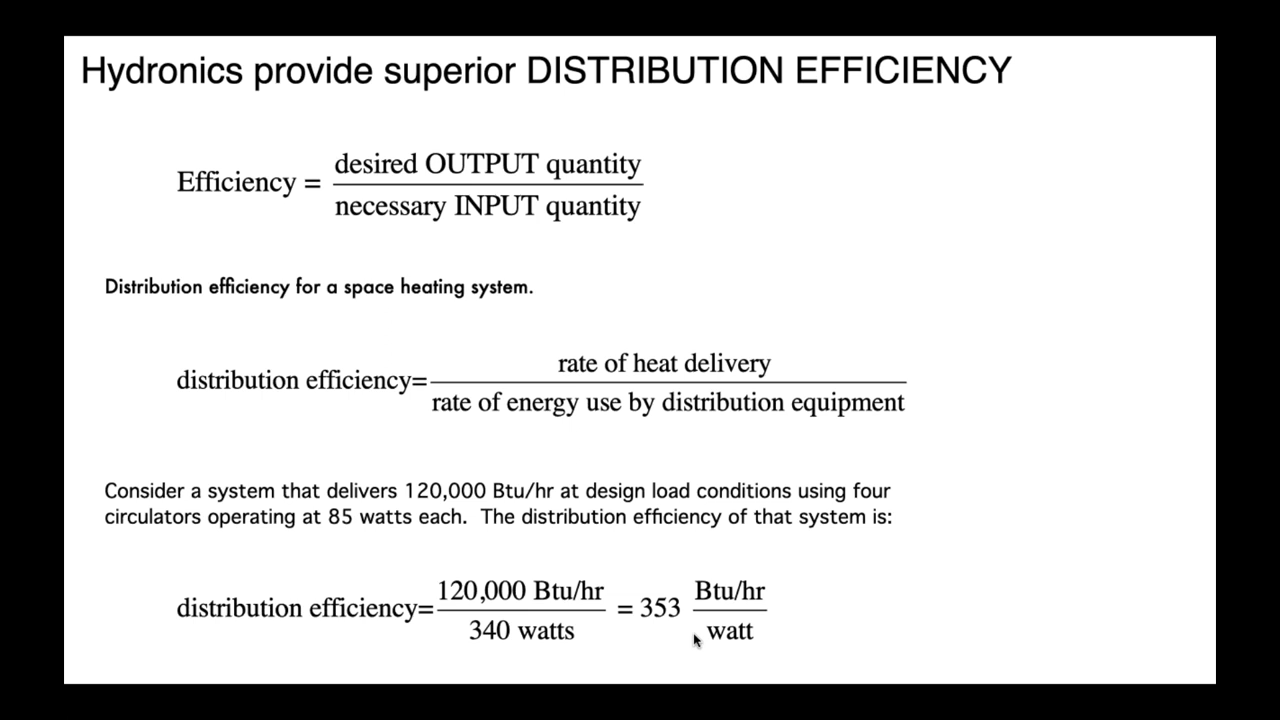 Hydronics provide superior DISTRIBUTION EFFICIENCY
Efficiency = desired OUTPUT quantity
necessary INPUT quantity
Distribution efficiency for a space heating system.
distribution efficiency= rate of heat delivery
rate of energy use by distribution equipment
Consider a system that delivers 120,000 Btu/hr at design load conditions using four
circulators operating at 85 watts each. The distribution efficiency of that system is:
distribution efficiency= 120,000 Btu/hr = 353 Btu/hr
340 watts watt